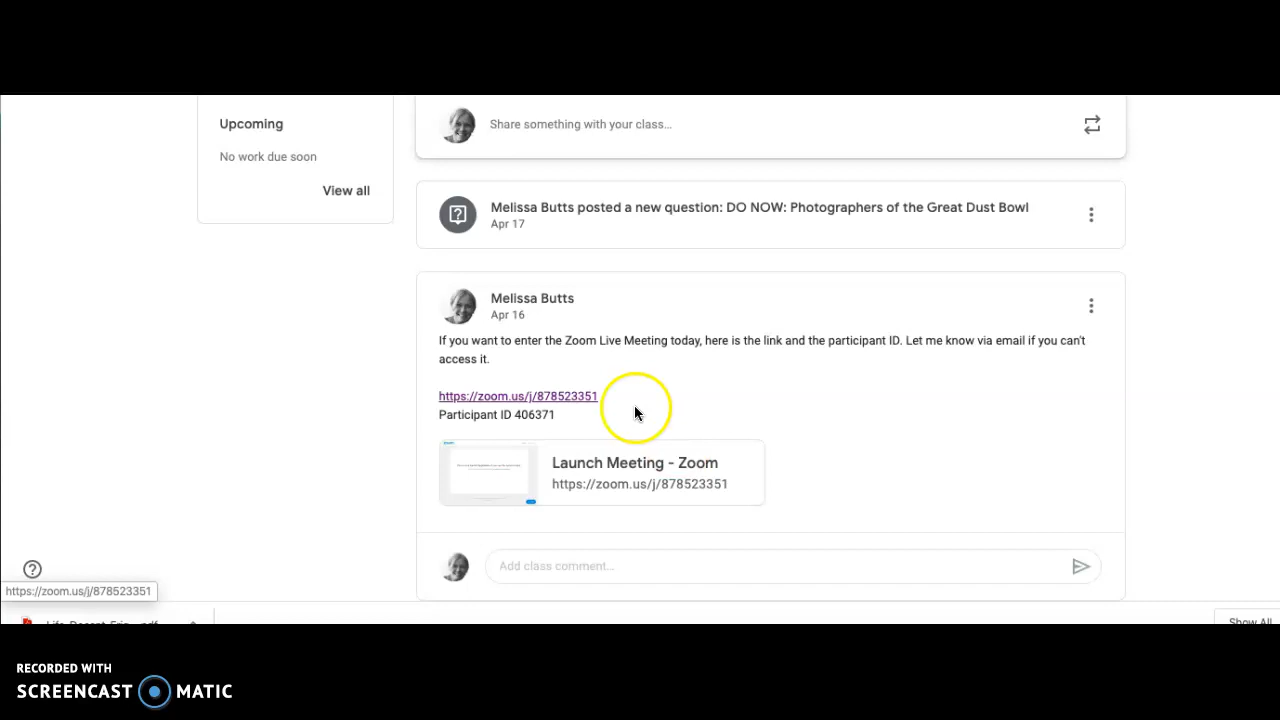 Upcoming
No work due soon
View all
Share something with your class...
Melissa Butts posted a new question: DO NOW: Photographers of the Great Dust Bowl
Apr 17
Melissa Butts
Apr 16
If you want to enter the Zoom Live Meeting today, here is the link and the participant ID. Let me know via email if you can't
access it.
https://zoom.us/j/878523351
Participant ID 406371
Launch Meeting - Zoom
https://zoom.us/j/878523351
Add class comment...
https://zoom.us/j/878523351
Show All
RECORDED WITH
SCREENCAST MATIC